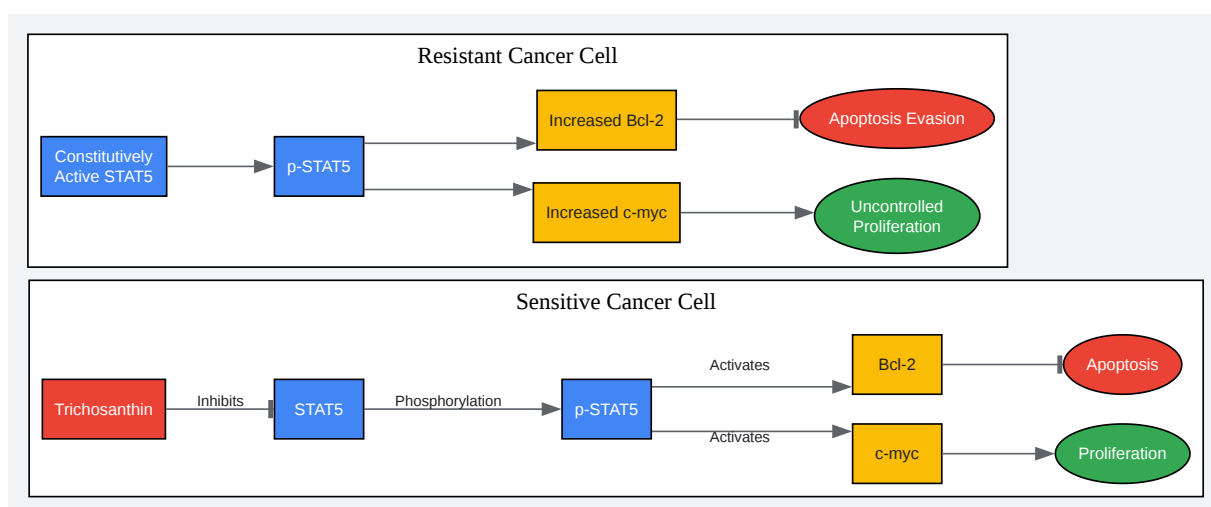 Resistant Cancer Cell
Constitutively
Active STAT5
p-STAT5
Increased Bcl-2
Apoptosis Evasion
Increased c-myc
Uncontrolled
Proliferation
Sensitive Cancer Cell
Trichosanthin
Inhibits
STAT5
Phosphorylation
p-STAT5
Activates
Bcl-2
Apoptosis
Activates
c-myc
Proliferation